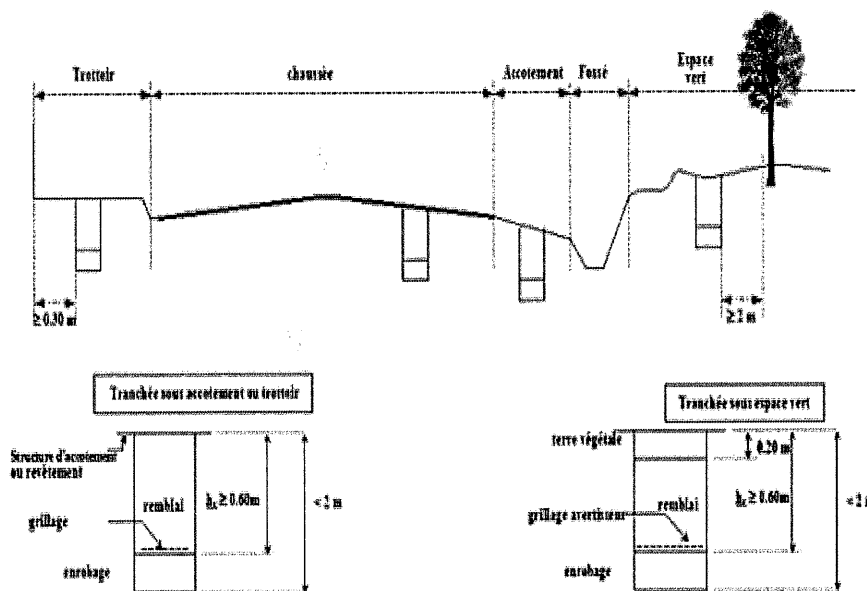 Trottoir
chaussée
Accotement
Fossé
Espace
vert
≥ 0.30 m
≥ 2 m
Tranchée sous accotement ou trottoir
Tranchée sous espace vert
Structure d'accotement
ou revêtement
remblai
hₓ ≥ 0.60m
< 2 m
grillage
enrobage
terre végétale
0.20 m
remblai
hₓ ≥ 0.60m
< 2 m
grillage avertisseur
enrobage